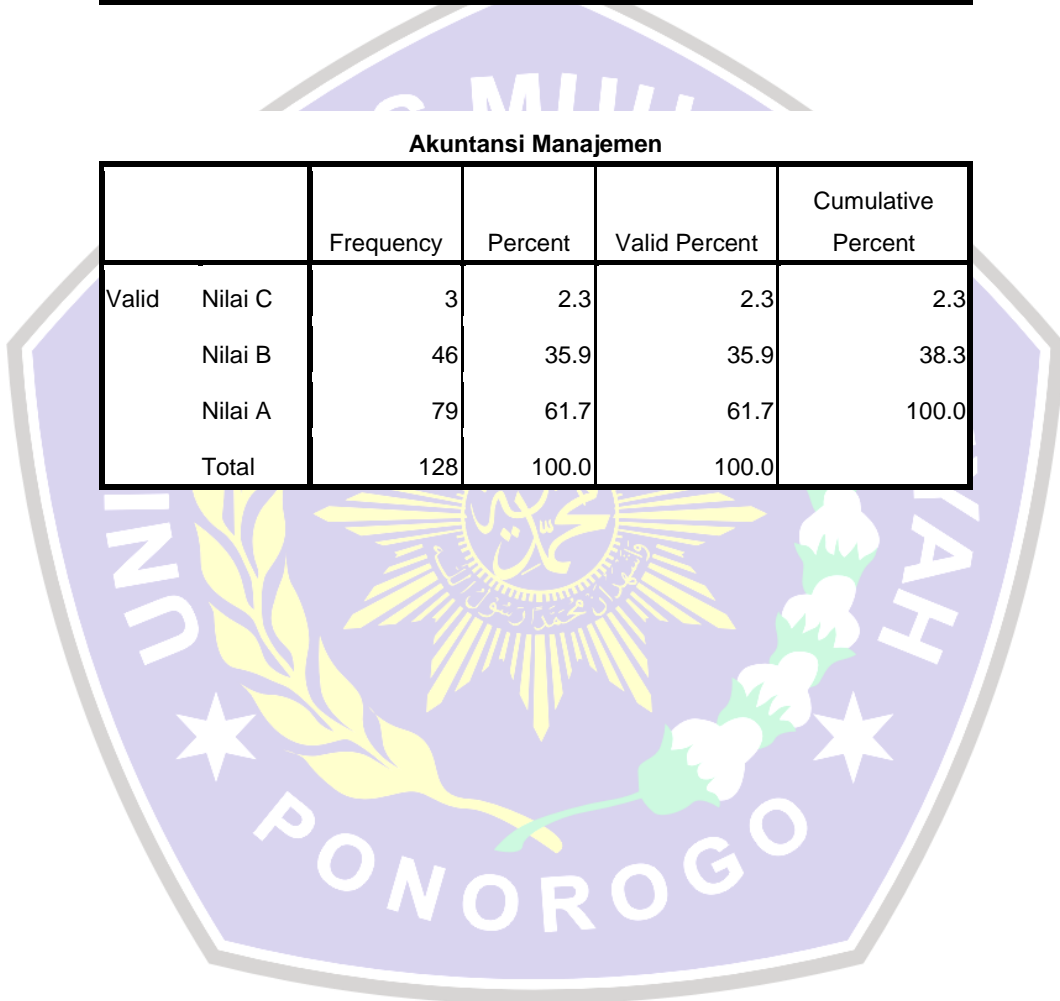 Akuntansi Manajemen
Frequency Percent Valid Percent Cumulative Percent
Valid Nilai C 3 2.3 2.3 2.3
Nilai B 46 35.9 35.9 38.3
Nilai A 79 61.7 61.7 100.0
Total 128 100.0 100.0
PONOROGO